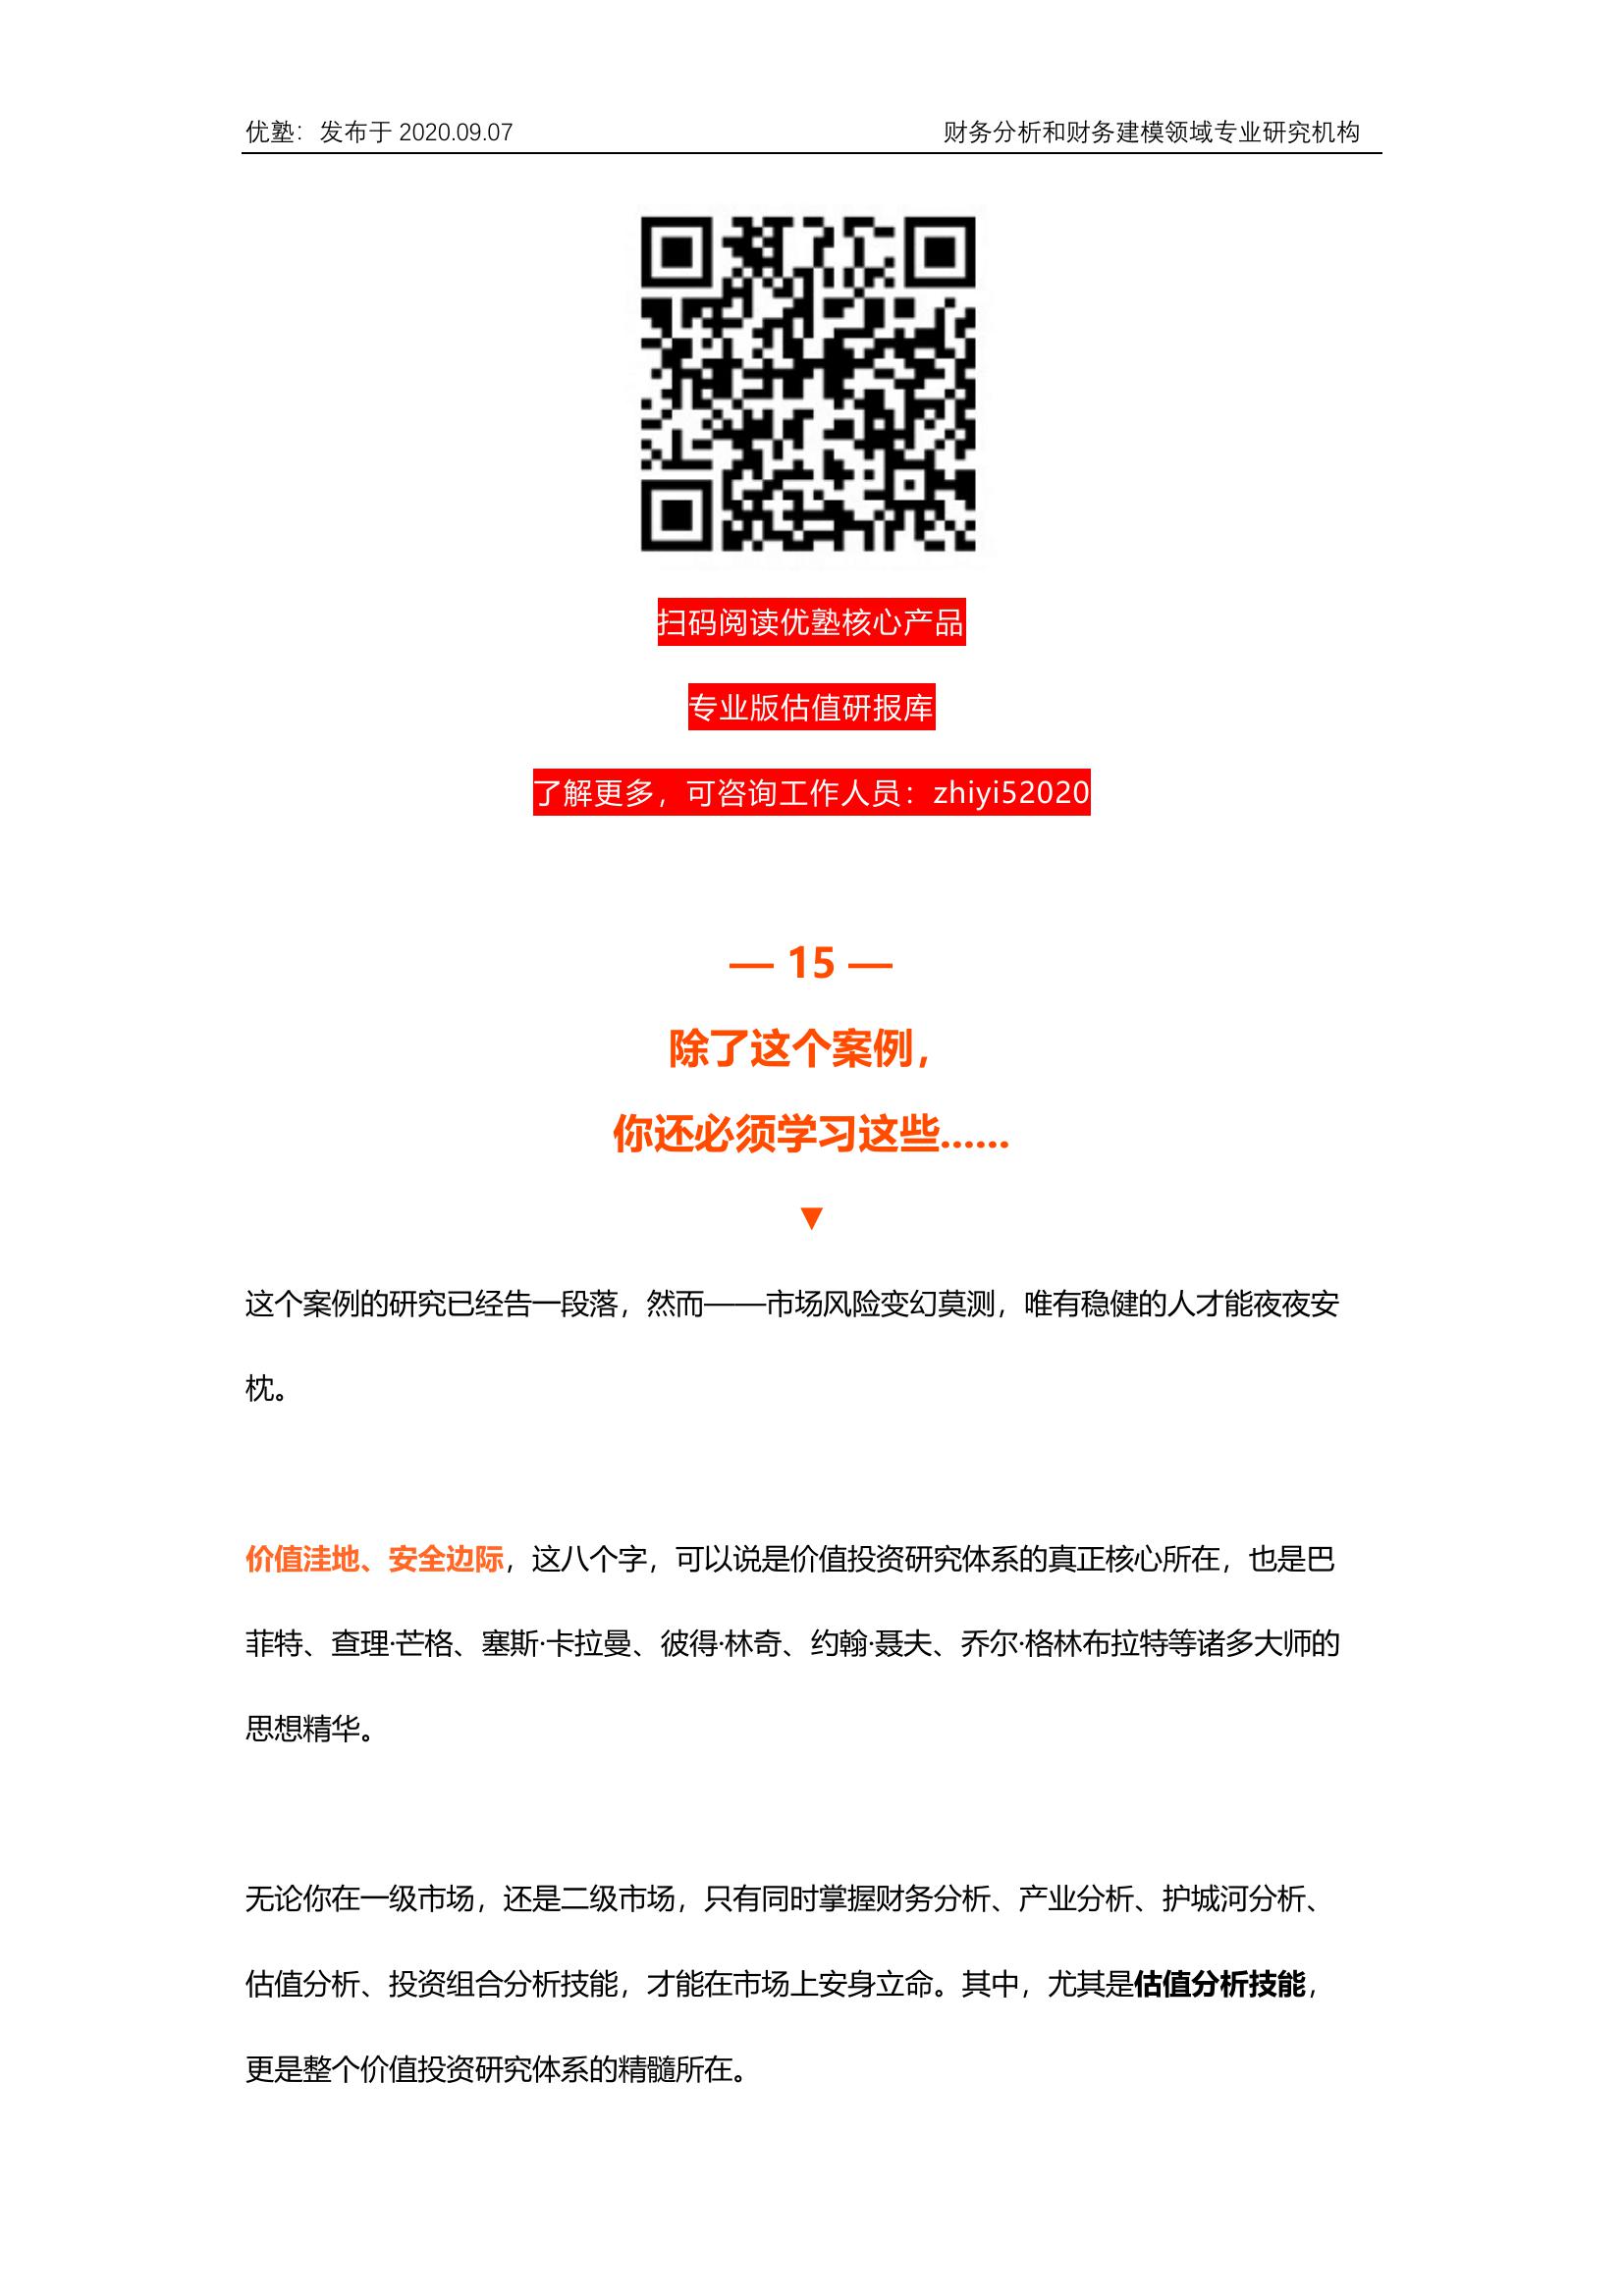 优塾：发布于 2020.09.07 财务分析和财务建模领域专业研究机构
扫码阅读优塾核心产品
专业版估值研报库
了解更多，可咨询工作人员：zhiyi52020
— 15 —
除了这个案例，
你还必须学习这些......
▼
这个案例的研究已经告一段落，然而——市场风险变幻莫测，唯有稳健的人才能夜夜安
枕。
价值洼地、安全边际，这八个字，可以说是价值投资研究体系的真正核心所在，也是巴
菲特、查理·芒格、塞斯·卡拉曼、彼得·林奇、约翰·聂夫、乔尔·格林布拉特等诸多大师的
思想精华。
无论你在一级市场，还是二级市场，只有同时掌握财务分析、产业分析、护城河分析、
估值分析、投资组合分析技能，才能在市场上安身立命。其中，尤其是估值分析技能，
更是整个价值投资研究体系的精髓所在。